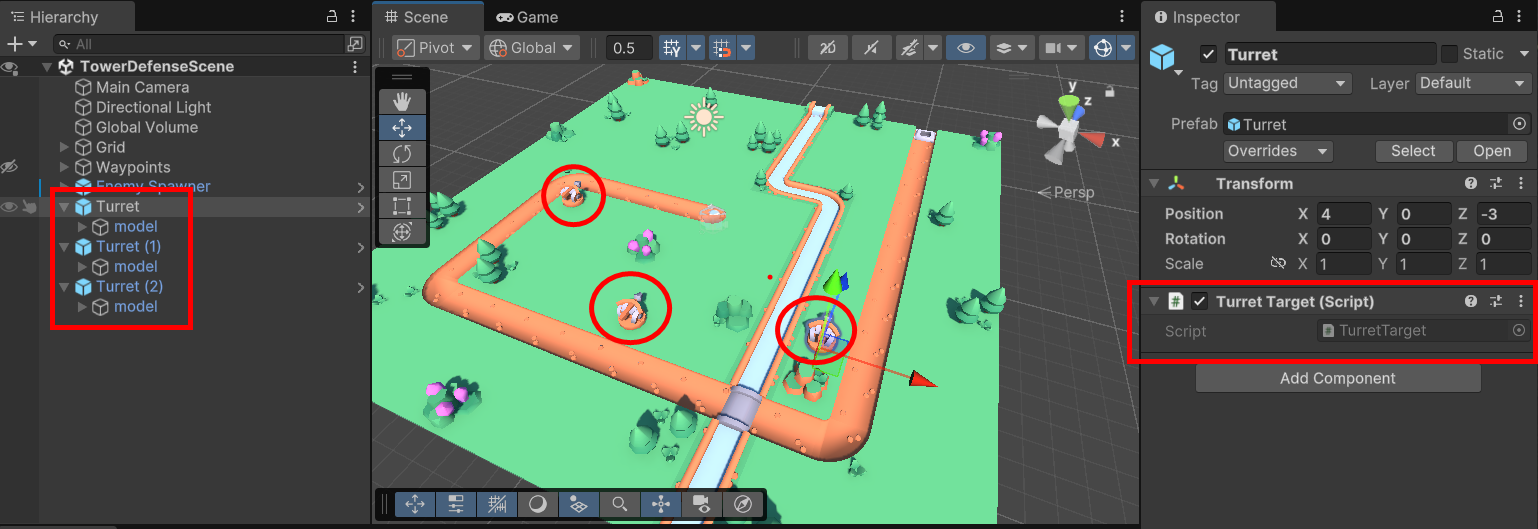 Hierarchy
All
TowerDefenseScene
Main Camera
Directional Light
Global Volume
Grid
Waypoints
Enemy Spawner
Turret
model
Turret (1)
model
Turret (2)
model
Scene
Game
Pivot
Global
0.5
2D
y
z
x
Persp
Inspector
Turret
Static
Tag Untagged Layer Default
Prefab Turret
Overrides Select Open
Transform
Position X 4 Y 0 Z -3
Rotation X 0 Y 0 Z 0
Scale X 1 Y 1 Z 1
# Turret Target (Script)
Script # TurretTarget
Add Component